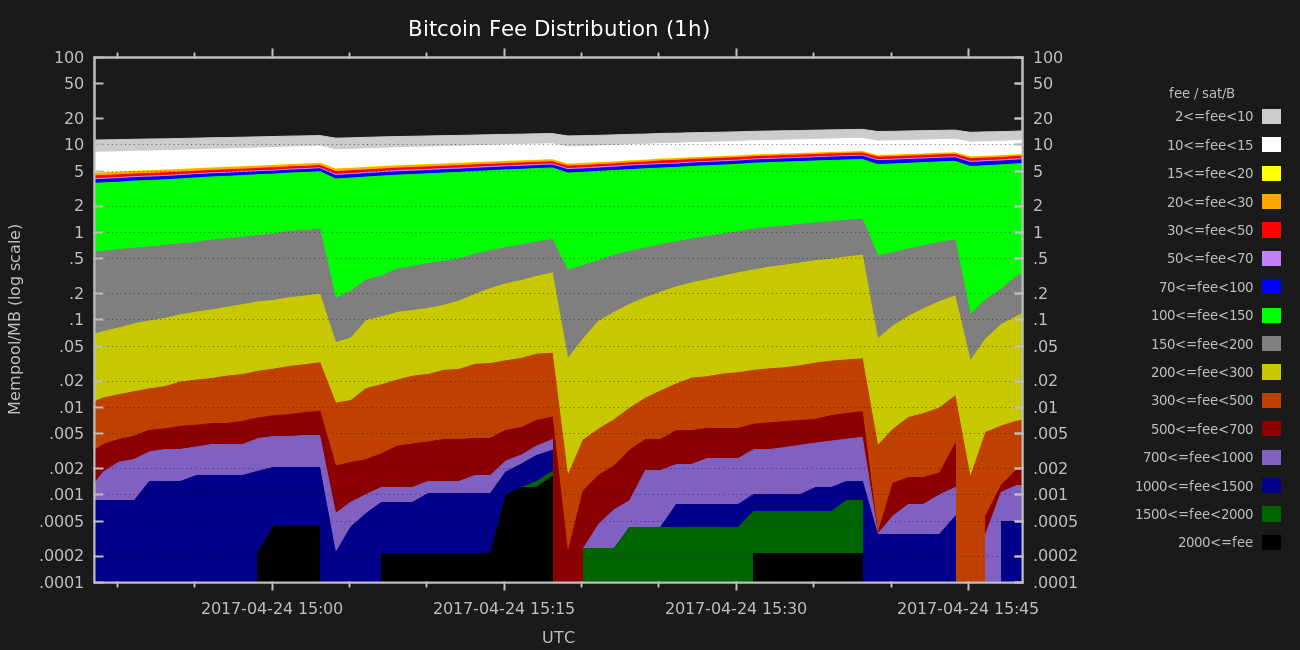 Bitcoin Fee Distribution (1h)
100
50
20
10
5
2
1
.5
.2
.1
.05
.02
.01
.005
.002
.001
.0005
.0002
.0001
Mempool/MB (log scale)
100
50
20
10
5
2
1
.5
.2
.1
.05
.02
.01
.005
.002
.001
.0005
.0002
.0001
2017-04-24 15:00
2017-04-24 15:15
2017-04-24 15:30
2017-04-24 15:45
UTC
fee / sat/B
2<=fee<10
10<=fee<15
15<=fee<20
20<=fee<30
30<=fee<50
50<=fee<70
70<=fee<100
100<=fee<150
150<=fee<200
200<=fee<300
300<=fee<500
500<=fee<700
700<=fee<1000
1000<=fee<1500
1500<=fee<2000
2000<=fee